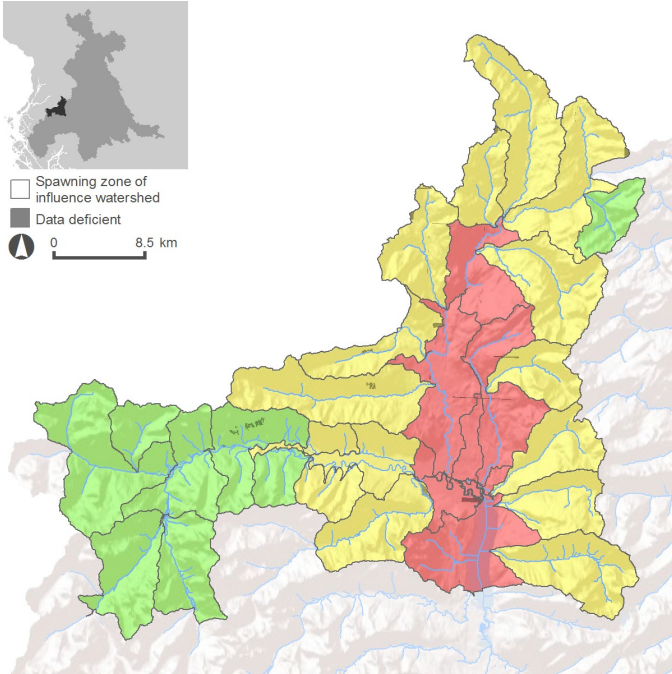 Spawning zone of
influence watershed
Data deficient
0 8.5 km